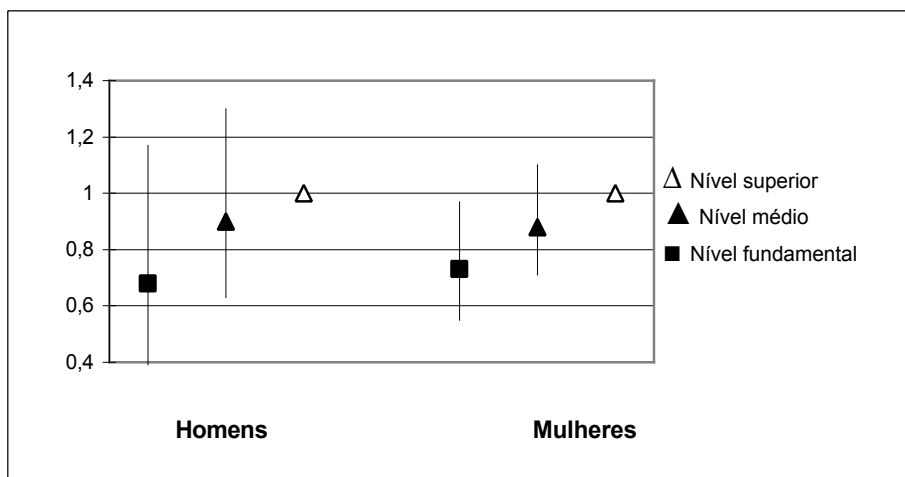 1,4
1,2
1
0,8
0,6
0,4
Homens
Mulheres
Nível superior
Nível médio
Nível fundamental